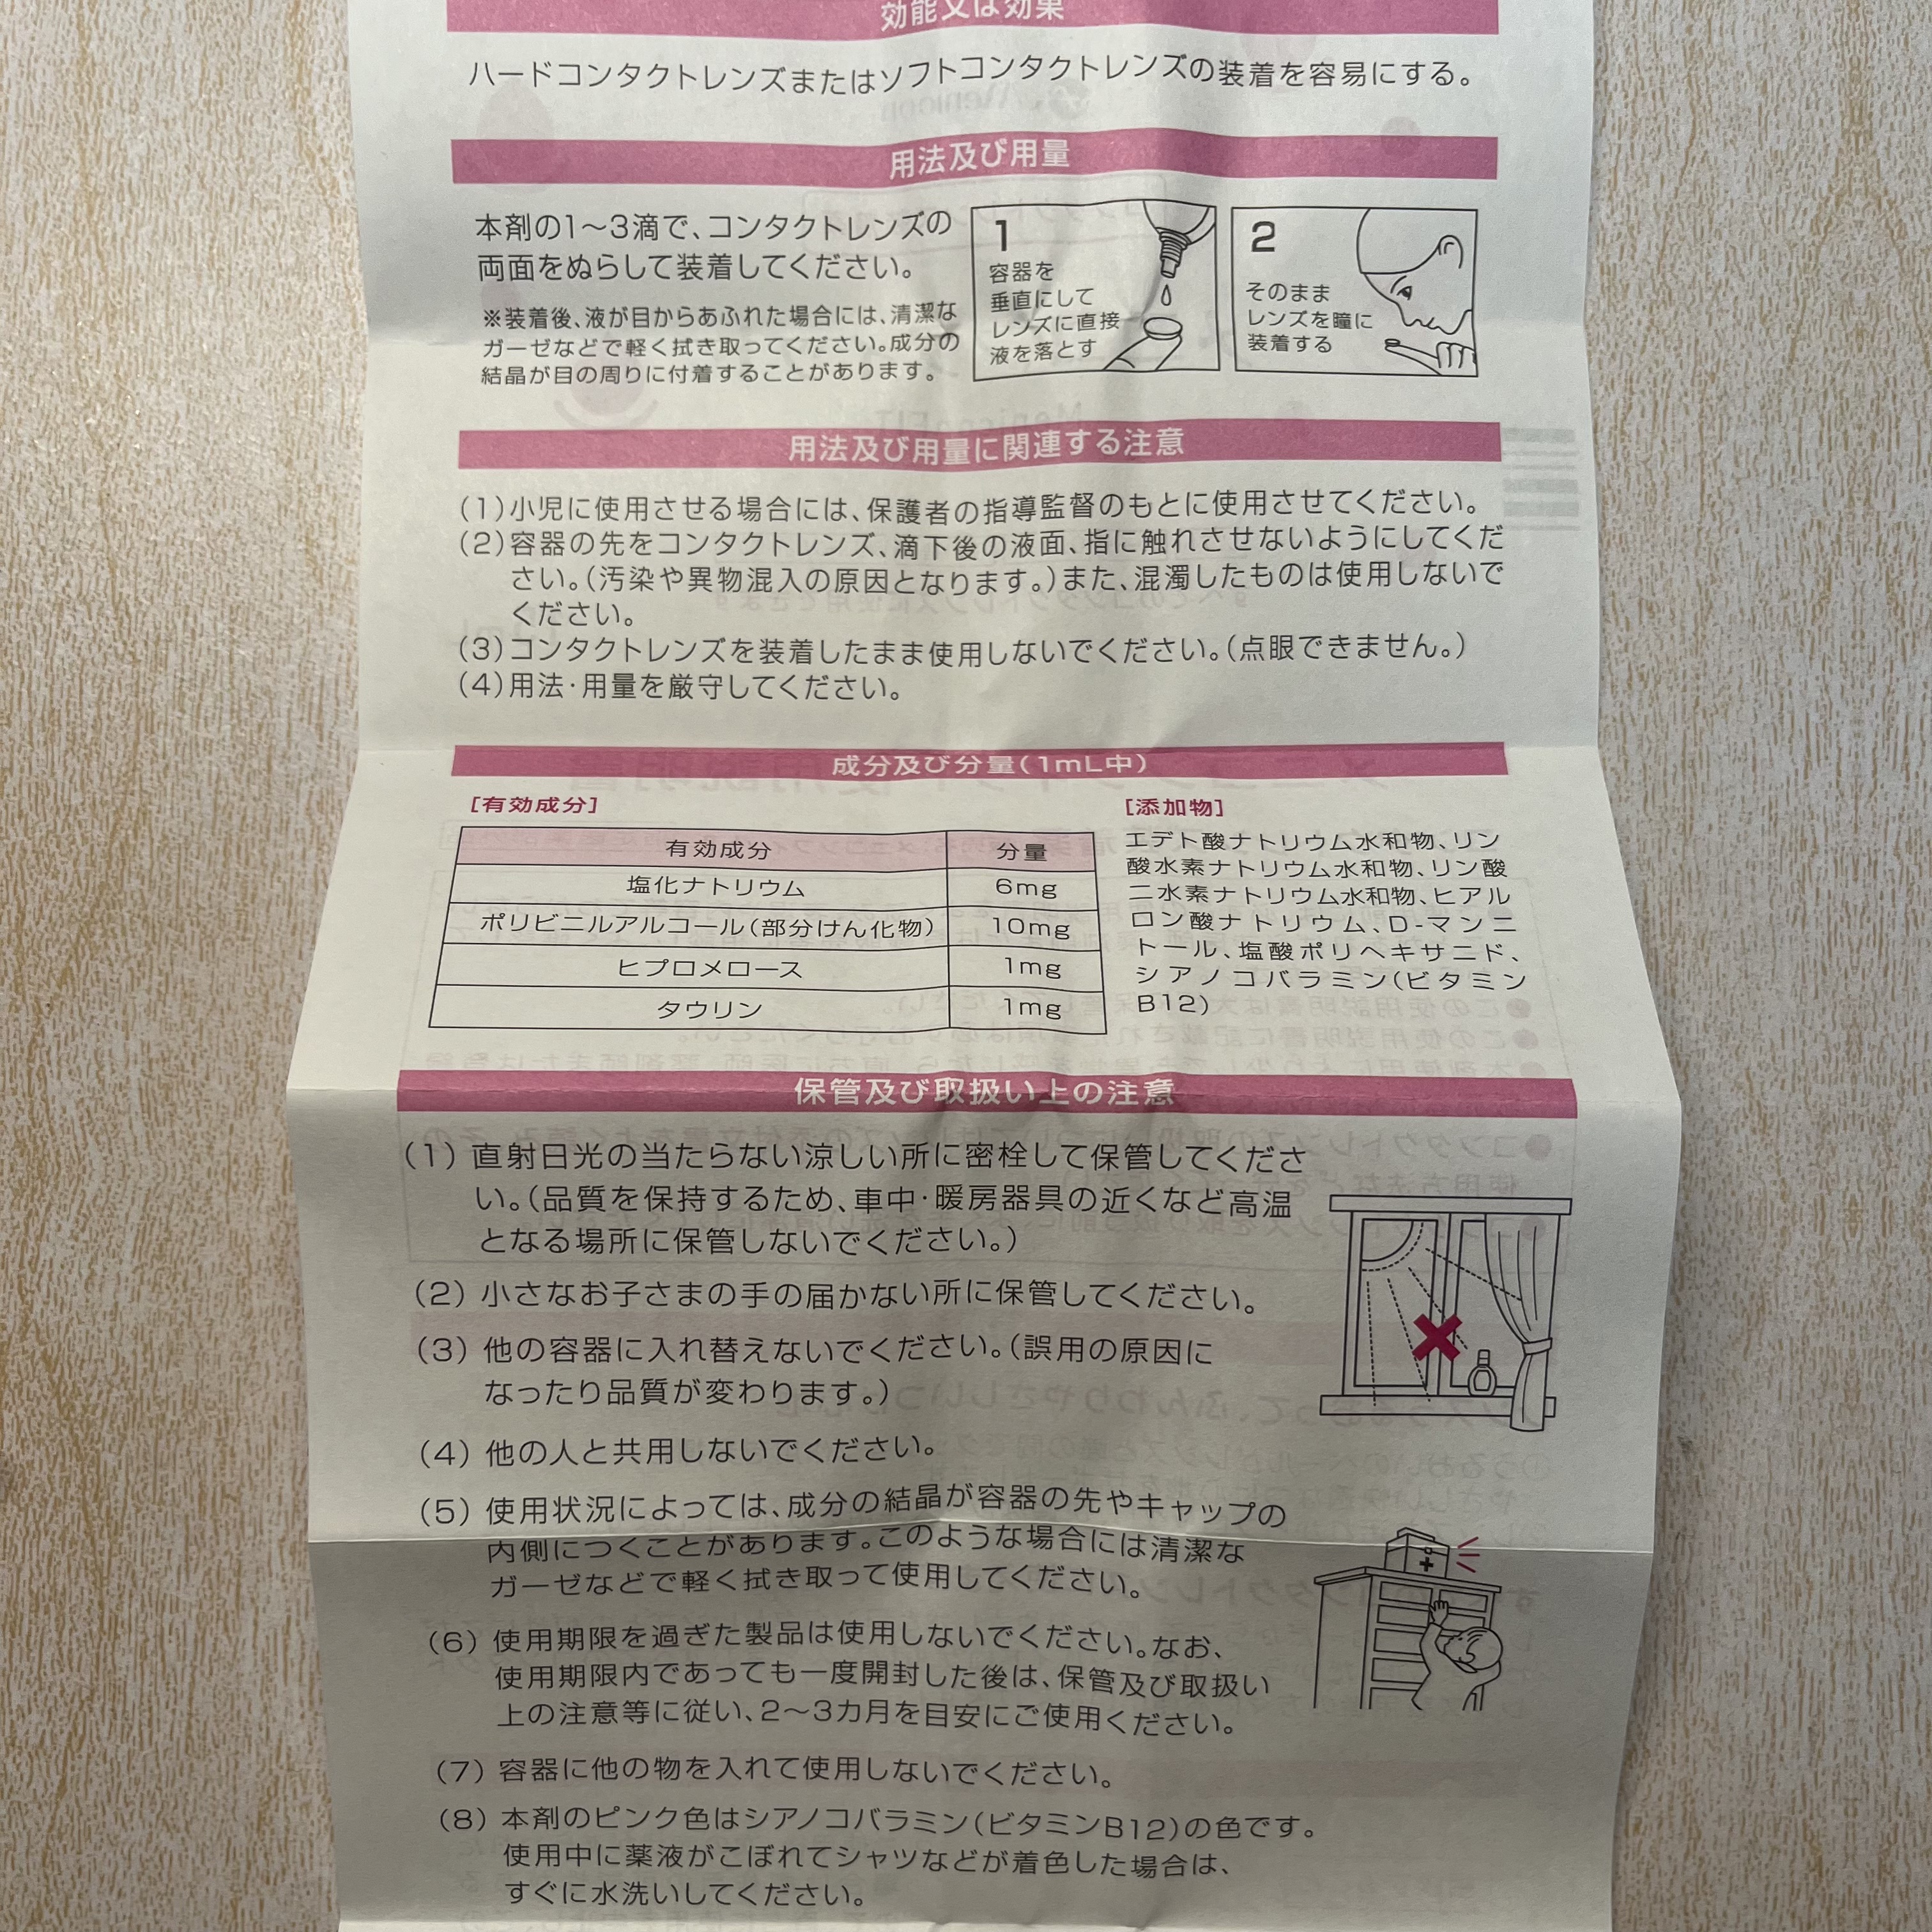 効能又は効果
ハードコンタクトレンズまたはソフトコンタクトレンズの装着を容易にする。
用法及び用量
本剤の1〜3滴で、コンタクトレンズの
両面をぬらして装着してください。
※装着後、液が目からあふれた場合には、清潔な
ガーゼなどで軽く拭き取ってください。成分の
結晶が目の周りに付着することがあります。
1
容器を
垂直にして
レンズに直接
液を落とす
2
そのまま
レンズを瞳に
装着する
用法及び用量に関連する注意
(1)小児に使用させる場合には、保護者の指導監督のもとに使用させてください。
(2)容器の先をコンタクトレンズ、滴下後の液面、指に触れさせないようにしてくだ
さい。(汚染や異物混入の原因となります。)また、混濁したものは使用しないで
ください。
(3)コンタクトレンズを装着したまま使用しないでください。(点眼できません。)
(4)用法・用量を厳守してください。
成分及び分量(1mL中)
[有効成分]
有効成分 分量
塩化ナトリウム 6mg
ポリビニルアルコール(部分けん化物) 10mg
ヒプロメロース 1mg
タウリン 1mg
[添加物]
エデト酸ナトリウム水和物、リン
酸水素ナトリウム水和物、リン酸
二水素ナトリウム水和物、ヒアル
ロン酸ナトリウム、D-マンニ
トール、塩酸ポリヘキサニド、
シアノコバラミン(ビタミン
B12)
保管及び取扱い上の注意
(1) 直射日光の当たらない涼しい所に密栓して保管してくださ
い。(品質を保持するため、車中・暖房器具の近くなど高温
となる場所に保管しないでください。)
(2) 小さなお子さまの手の届かない所に保管してください。
(3) 他の容器に入れ替えないでください。(誤用の原因に
なったり品質が変わります。)
(4) 他の人と共用しないでください。
(5) 使用状況によっては、成分の結晶が容器の先やキャップの
内側につくことがあります。このような場合には清潔な
ガーゼなどで軽く拭き取って使用してください。
(6) 使用期限を過ぎた製品は使用しないでください。なお、
使用期限内であっても一度開封した後は、保管及び取扱い
上の注意等に従い、2〜3カ月を目安にご使用ください。
(7) 容器に他の物を入れて使用しないでください。
(8) 本剤のピンク色はシアノコバラミン(ビタミンB12)の色です。
使用中に薬液がこぼれてシャツなどが着色した場合は、
すぐに水洗いしてください。